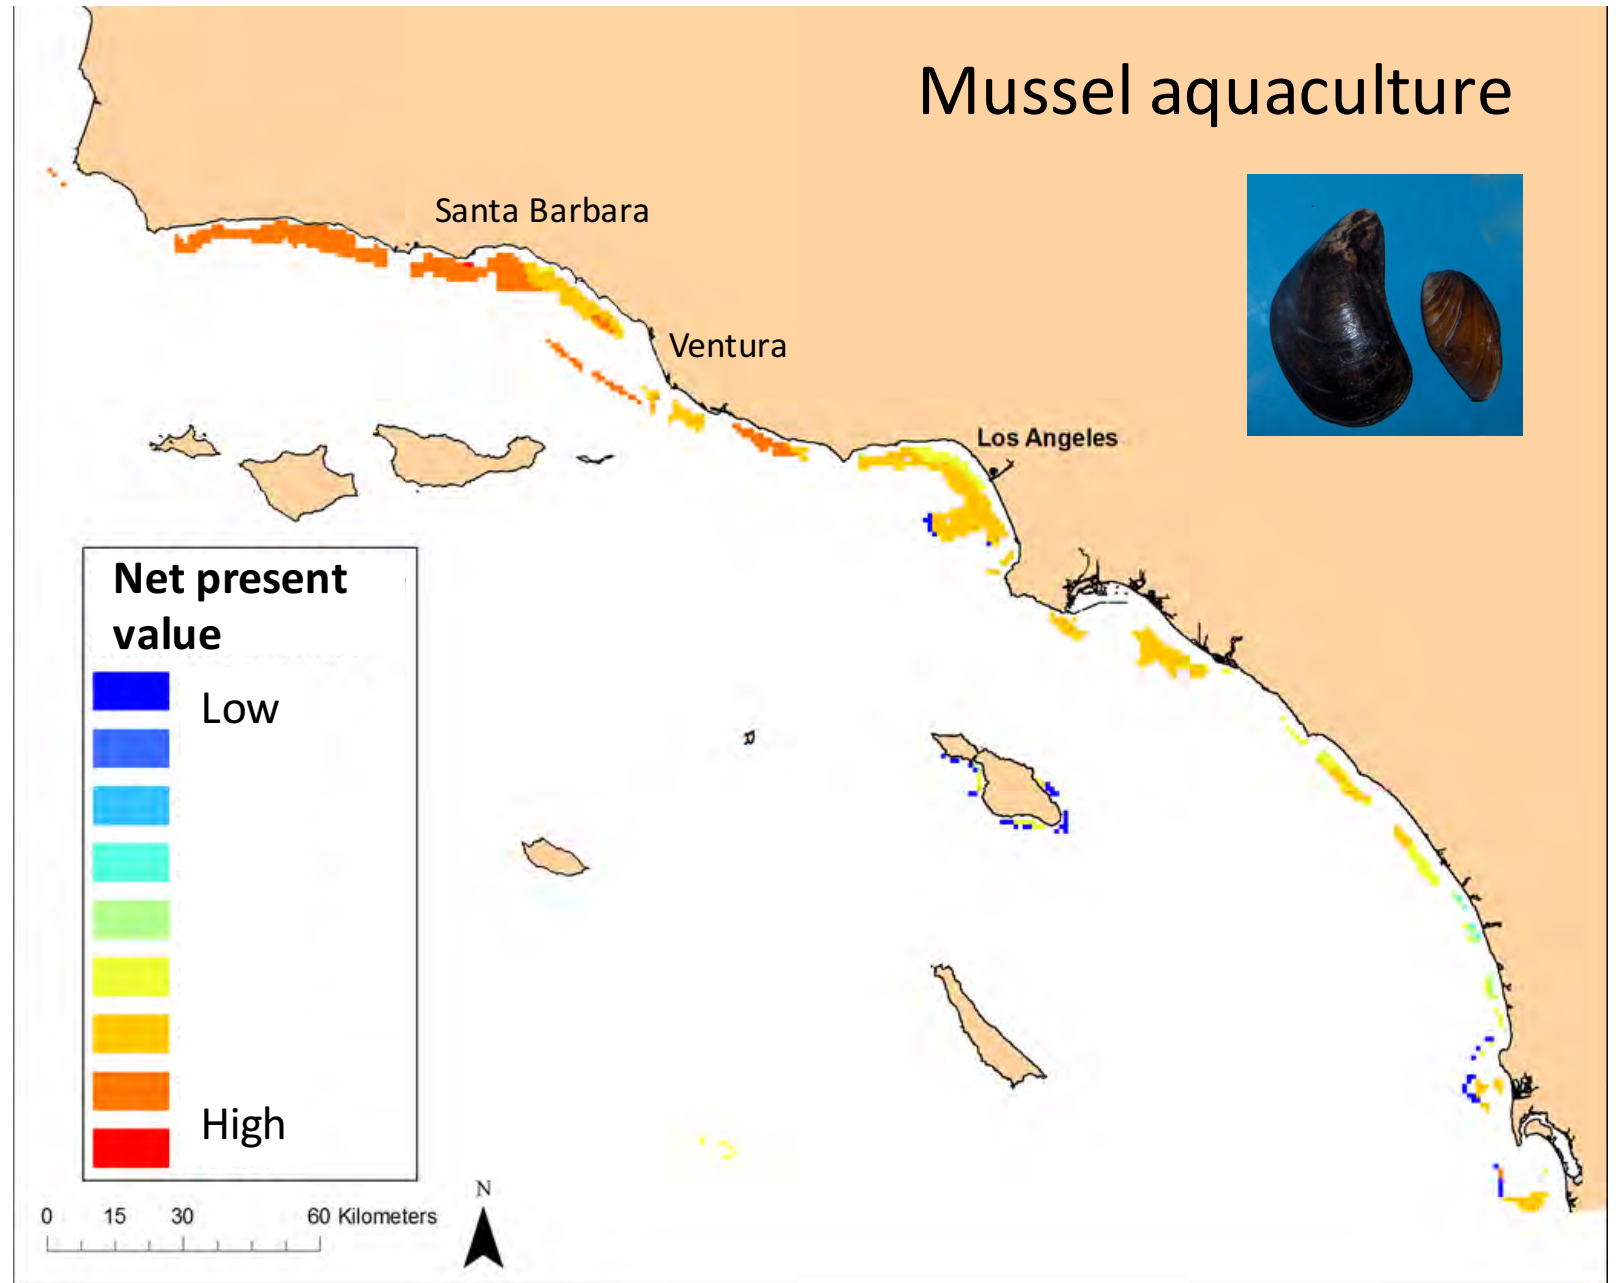 Mussel aquaculture
Santa Barbara
Ventura
Los Angeles
Net present
value
Low
High
0 15 30 60 Kilometers
N